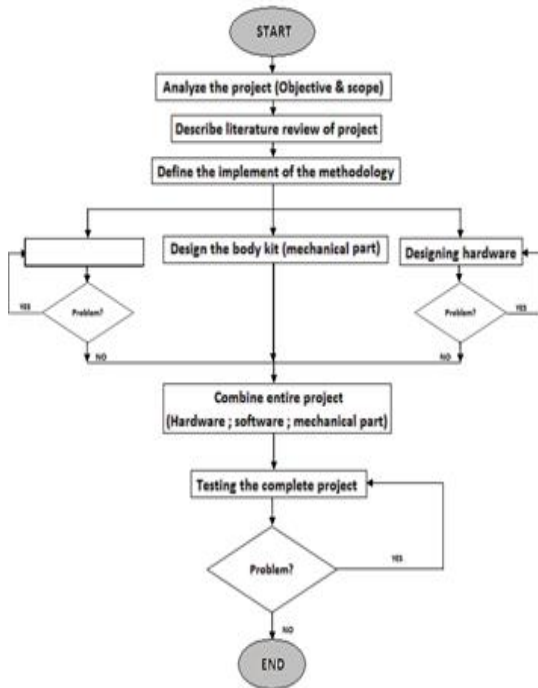 START
Analyze the project (Objective & scope)
Describe literature review of project
Define the implement of the methodology
Design the body kit (mechanical part)
Designing hardware
YES
Problem?
Problem?
YES
NO
NO
Combine entire project
(Hardware ; software ; mechanical part)
Testing the complete project
Problem?
YES
NO
END